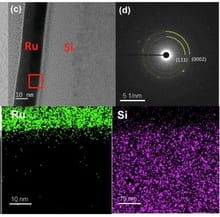 (c)
Ru
Si
10 nm
(d)
(111)
(0002)
5 1/nm
Ru
10 nm
Si
10 nm